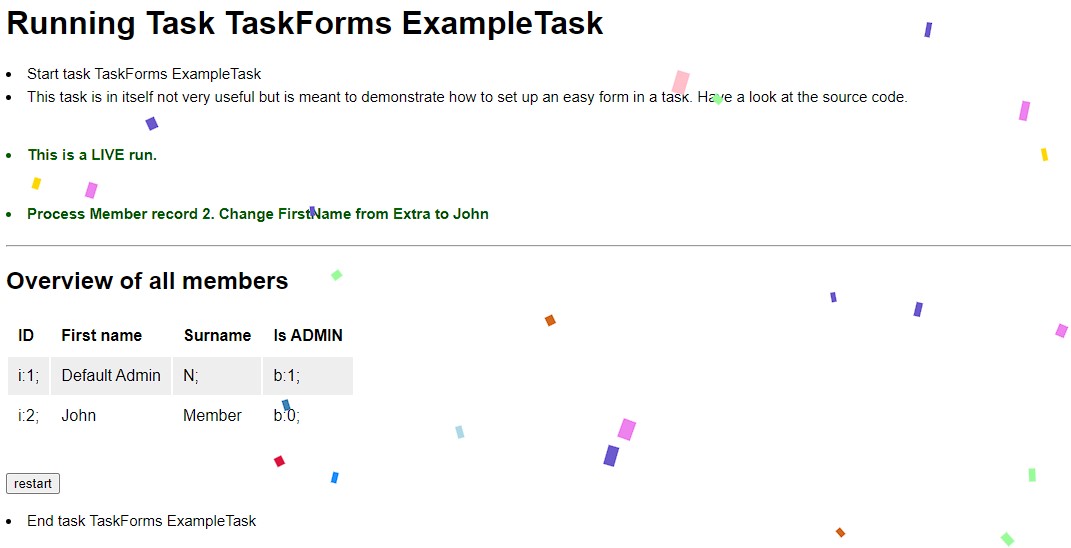 Running Task TaskForms ExampleTask
Start task TaskForms ExampleTask
This task is in itself not very useful but is meant to demonstrate how to set up an easy form in a task. Have a look at the source code.
This is a LIVE run.
Process Member record 2. Change FirstName from Extra to John
Overview of all members
ID First name Surname Is ADMIN
i:1; Default Admin N; b:1;
i:2; John Member b:0;
restart
End task TaskForms ExampleTask